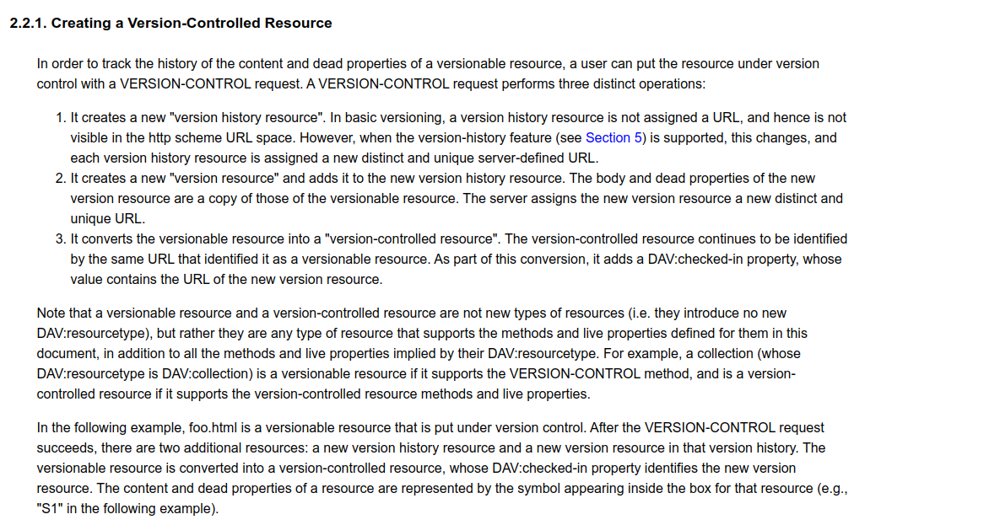 2.2.1. Creating a Version-Controlled Resource
In order to track the history of the content and dead properties of a versionable resource, a user can put the resource under version
control with a VERSION-CONTROL request. A VERSION-CONTROL request performs three distinct operations:
1. It creates a new "version history resource". In basic versioning, a version history resource is not assigned a URL, and hence is not
visible in the http scheme URL space. However, when the version-history feature (see Section 5) is supported, this changes, and
each version history resource is assigned a new distinct and unique server-defined URL.
2. It creates a new "version resource" and adds it to the new version history resource. The body and dead properties of the new
version resource are a copy of those of the versionable resource. The server assigns the new version resource a new distinct and
unique URL.
3. It converts the versionable resource into a "version-controlled resource". The version-controlled resource continues to be identified
by the same URL that identified it as a versionable resource. As part of this conversion, it adds a DAV:checked-in property, whose
value contains the URL of the new version resource.
Note that a versionable resource and a version-controlled resource are not new types of resources (i.e. they introduce no new
DAV:resourcetype), but rather they are any type of resource that supports the methods and live properties defined for them in this
document, in addition to all the methods and live properties implied by their DAV:resourcetype. For example, a collection (whose
DAV:resourcetype is DAV:collection) is a versionable resource if it supports the VERSION-CONTROL method, and is a version-
controlled resource if it supports the version-controlled resource methods and live properties.
In the following example, foo.html is a versionable resource that is put under version control. After the VERSION-CONTROL request
succeeds, there are two additional resources: a new version history resource and a new version resource in that version history. The
versionable resource is converted into a version-controlled resource, whose DAV:checked-in property identifies the new version
resource. The content and dead properties of a resource are represented by the symbol appearing inside the box for that resource (e.g.,
"S1" in the following example).